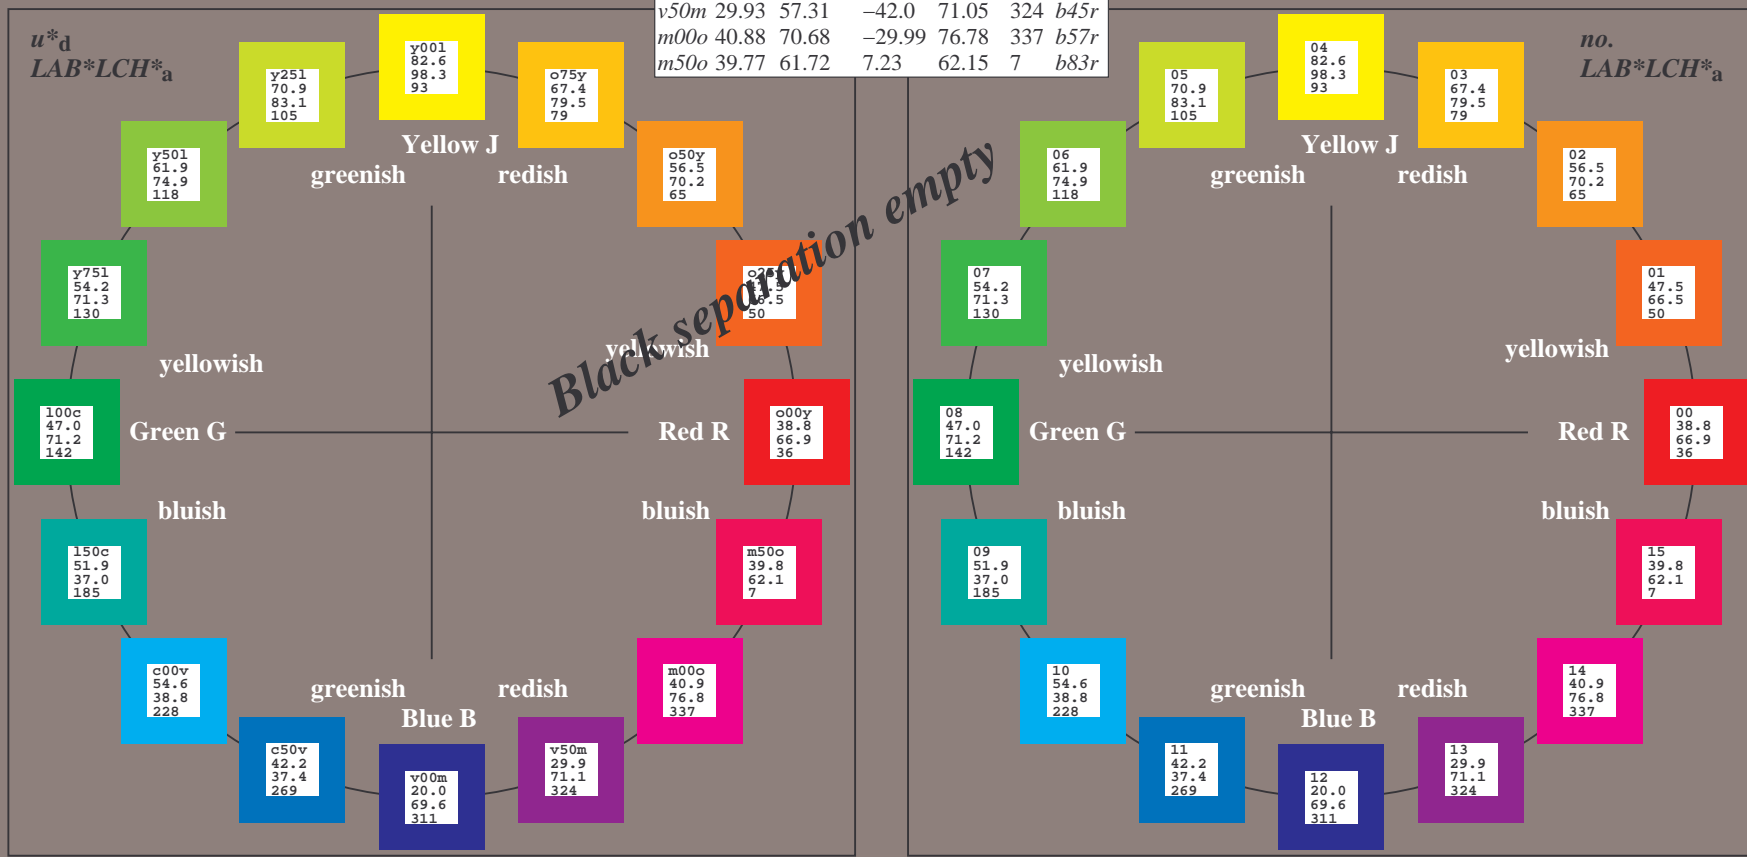 v50m 29.93 57.31 −42.0 71.05 324 b45r
m00o 40.88 70.68 −29.99 76.78 337 b57r
m50o 39.77 61.72 7.23 62.15 7 b83r
u*d
LAB*LCH*a
y00l
82.6
98.3
93
y25l
70.9
83.1
105
o75y
67.4
79.5
79
y50l
61.9
74.9
118
o50y
56.5
70.2
65
Yellow J
greenish redish
y75l
54.2
71.3
130
50
yellowish
yellowish
l00c
47.0
71.2
142
Green G
Red R
o00y
38.8
66.9
36
bluish
bluish
l50c
51.9
37.0
185
m50o
39.8
62.1
7
c00v
54.6
38.8
228
m00o
40.9
76.8
337
greenish redish
Blue B
c50v
42.2
37.4
269
v00m
20.0
69.6
311
v50m
29.9
71.1
324
Black separation empty
no.
LAB*LCH*a
04
82.6
98.3
93
05
70.9
83.1
105
03
67.4
79.5
79
06
61.9
74.9
118
02
56.5
70.2
65
Yellow J
greenish redish
07
54.2
71.3
130
01
47.5
66.5
50
yellowish
yellowish
08
47.0
71.2
142
Green G
Red R
00
38.8
66.9
36
bluish
bluish
09
51.9
37.0
185
15
39.8
62.1
7
10
54.6
38.8
228
14
40.9
76.8
337
greenish redish
Blue B
11
42.2
37.4
269
12
20.0
69.6
311
13
29.9
71.1
324